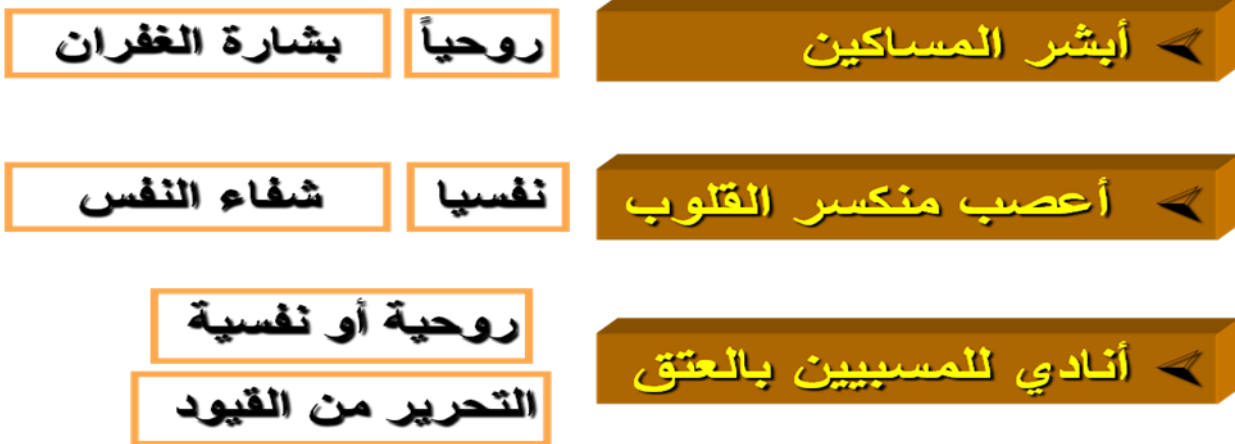 أبشر المساكين روحياً بشارة الغفران
أعصب منكسر القلوب نفسيا شفاء النفس
أنادي للمسبيين بالعتق روحية أو نفسية
التحرير من القيود